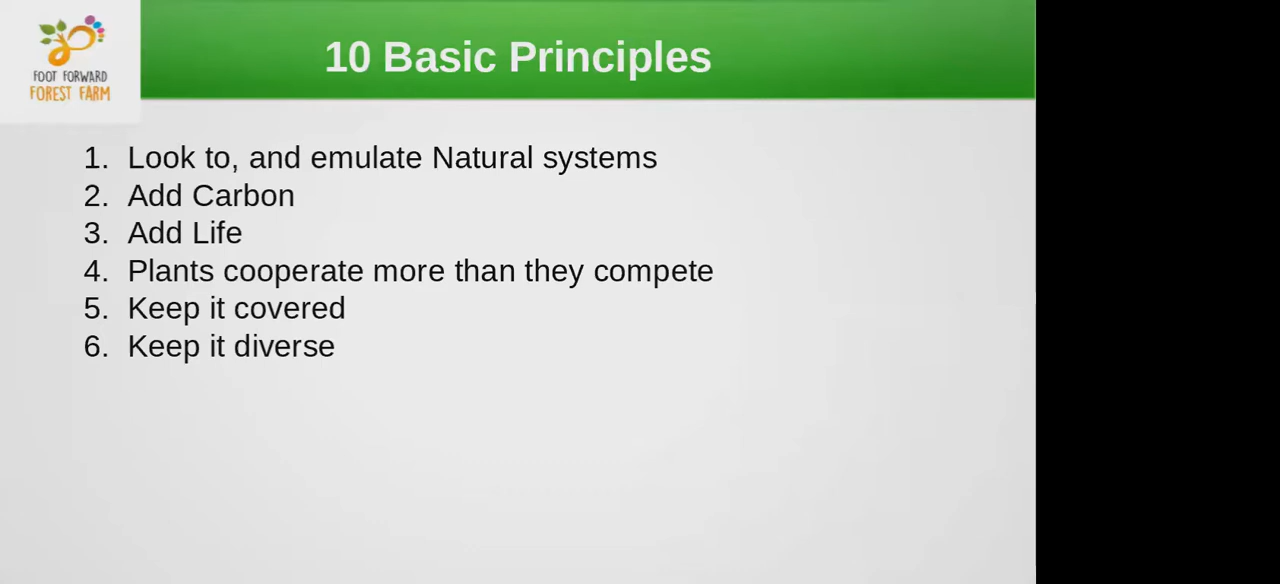 FOOT FORWARD
FOREST FARM
10 Basic Principles
1. Look to, and emulate Natural systems
2. Add Carbon
3. Add Life
4. Plants cooperate more than they compete
5. Keep it covered
6. Keep it diverse